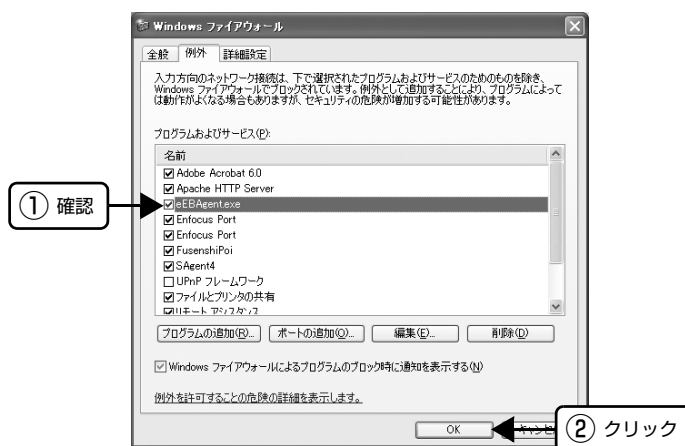 Windows ファイアウォール
全般 例外 詳細設定
入力方向のネットワーク接続は、下で選択されたプログラムおよびサービスのためのものを除き、
Windows ファイアウォールでブロックされています。例外として追加することにより、プログラムによって
は動作がよくなる場合もありますが、セキュリティの危険が増加する可能性があります。
プログラムおよびサービス(P):
名前
Adobe Acrobat 6.0
Apache HTTP Server
① 確認
eEBAgent.exe
Enfocus Port
Enfocus Port
FusenshiPoi
SAgent4
UPnP フレームワーク
ファイルとプリンタの共有
リモート アシスタンス
プログラムの追加(R)... ポートの追加(O)... 編集(E)... 削除(D)
Windows ファイアウォールによるプログラムのブロック時に通知を表示する(N)
例外を許可することの危険の詳細を表示します。
OK
② クリック